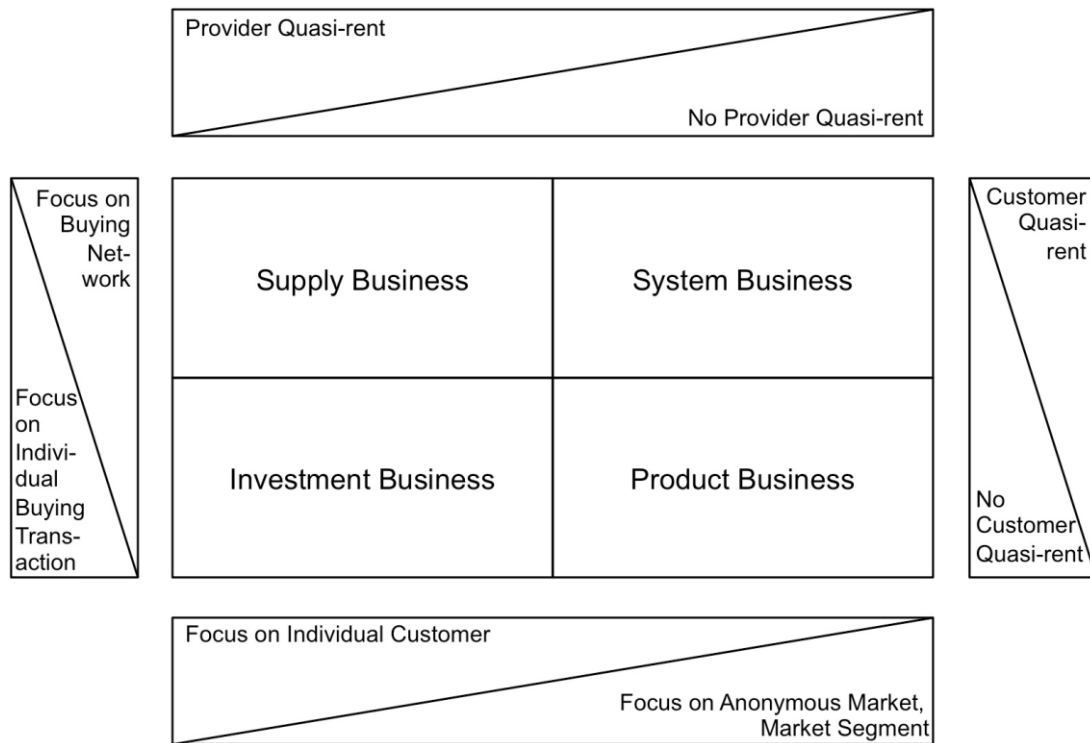 Provider Quasi-rent
No Provider Quasi-rent
Focus on
Buying
Net-
work
Focus
on
Indivi-
dual
Buying
Trans-
action
Supply Business
System Business
Investment Business
Product Business
Customer
Quasi-
rent
No
Customer
Quasi-rent
Focus on Individual Customer
Focus on Anonymous Market,
Market Segment